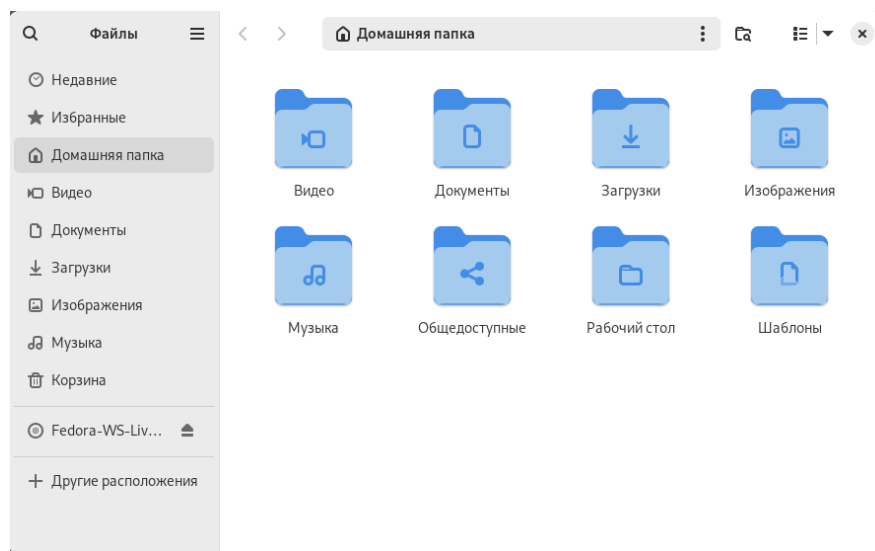 Файлы
Домашняя папка
Недавние
Избранные
Домашняя папка
Видео
Документы
Загрузки
Изображения
Музыка
Корзина
Fedora-WS-Liv...
Другие расположения
Видео
Документы
Загрузки
Изображения
Музыка
Общедоступные
Рабочий стол
Шаблоны